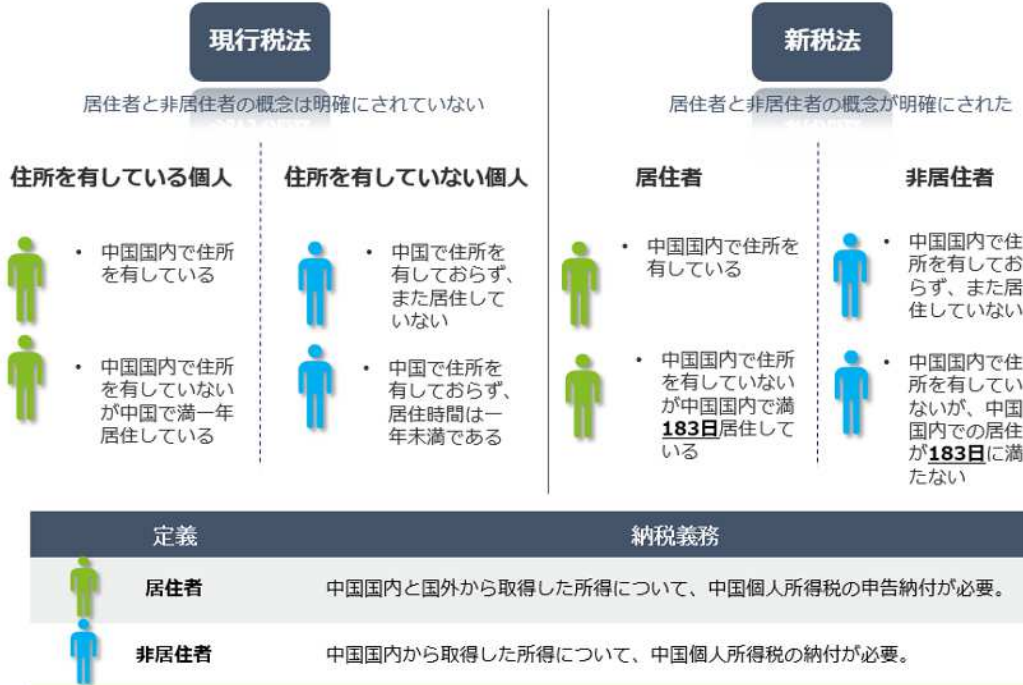 現行税法
居住者と非居住者の概念は明確にされていない
住所を有している個人
• 中国国内で住所
を有している
• 中国国内で住所
を有していない
が中国で満一年
居住している
住所を有していない個人
• 中国で住所を
有しておらず、
また居住して
いない
• 中国で住所を
有しておらず、
居住時間は一
年未満である
新税法
居住者と非居住者の概念が明確にされた
居住者
• 中国国内で住所を
有している
• 中国国内で住所
を有していない
が中国国内で満
183日居住して
いる
非居住者
• 中国国内で住
所を有してお
らず、また居
住していない
• 中国国内で住
所を有してい
ないが、中国
国内での居住
が183日に満
たない
定義 納税義務
居住者 中国国内と国外から取得した所得について、中国個人所得税の申告納付が必要。
非居住者 中国国内から取得した所得について、中国個人所得税の納付が必要。